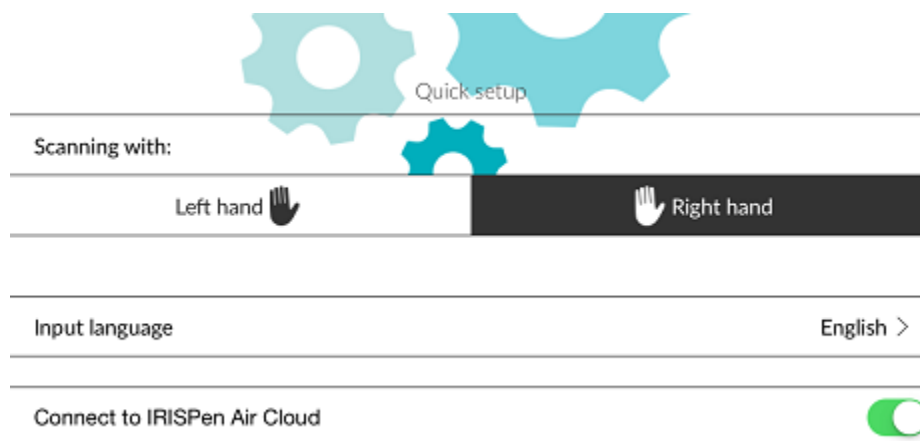 Quick setup
Scanning with:
Left hand Right hand
Input language English >
Connect to IRISPen Air Cloud